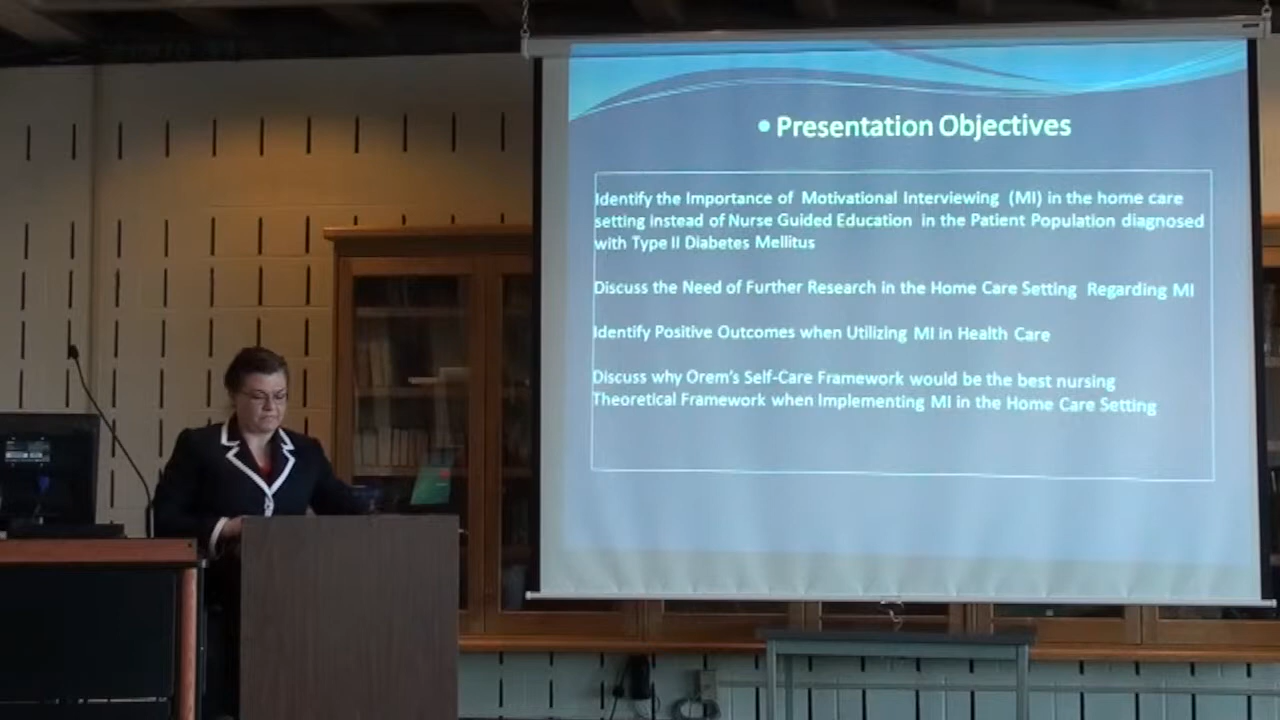 • Presentation Objectives
Identify the Importance of Motivational Interviewing (MI) in the home care
setting instead of Nurse Guided Education in the Patient Population diagnosed
with Type II Diabetes Mellitus
Discuss the Need of Further Research in the Home Care Setting Regarding MI
Identify Positive Outcomes when Utilizing MI in Health Care
Discuss why Orem's Self-Care Framework would be the best nursing
Theoretical Framework when Implementing MI in the Home Care Setting